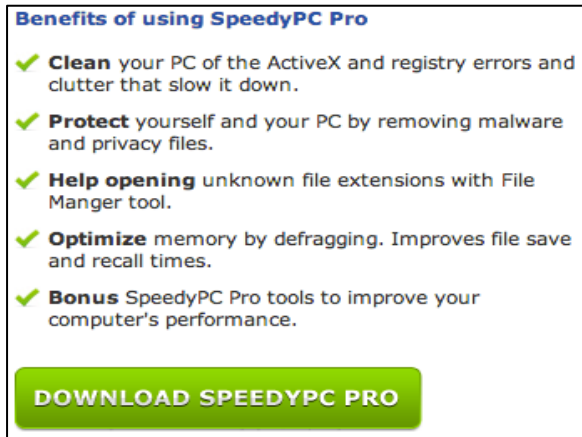 Benefits of using SpeedyPC Pro
Clean your PC of the ActiveX and registry errors and
clutter that slow it down.
Protect yourself and your PC by removing malware
and privacy files.
Help opening unknown file extensions with File
Manger tool.
Optimize memory by defragging. Improves file save
and recall times.
Bonus SpeedyPC Pro tools to improve your
computer's performance.
DOWNLOAD SPEEDYPC PRO